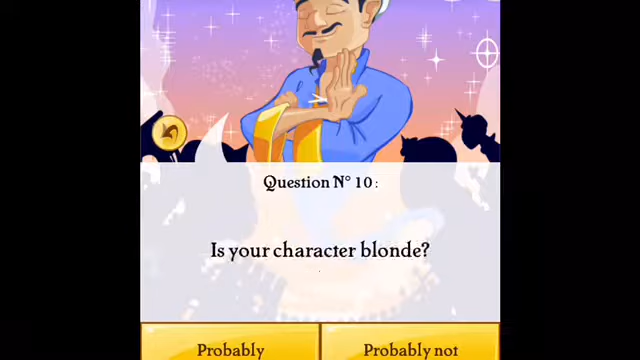 Question N° 10 :
Is your character blonde?
Probably
Probably not